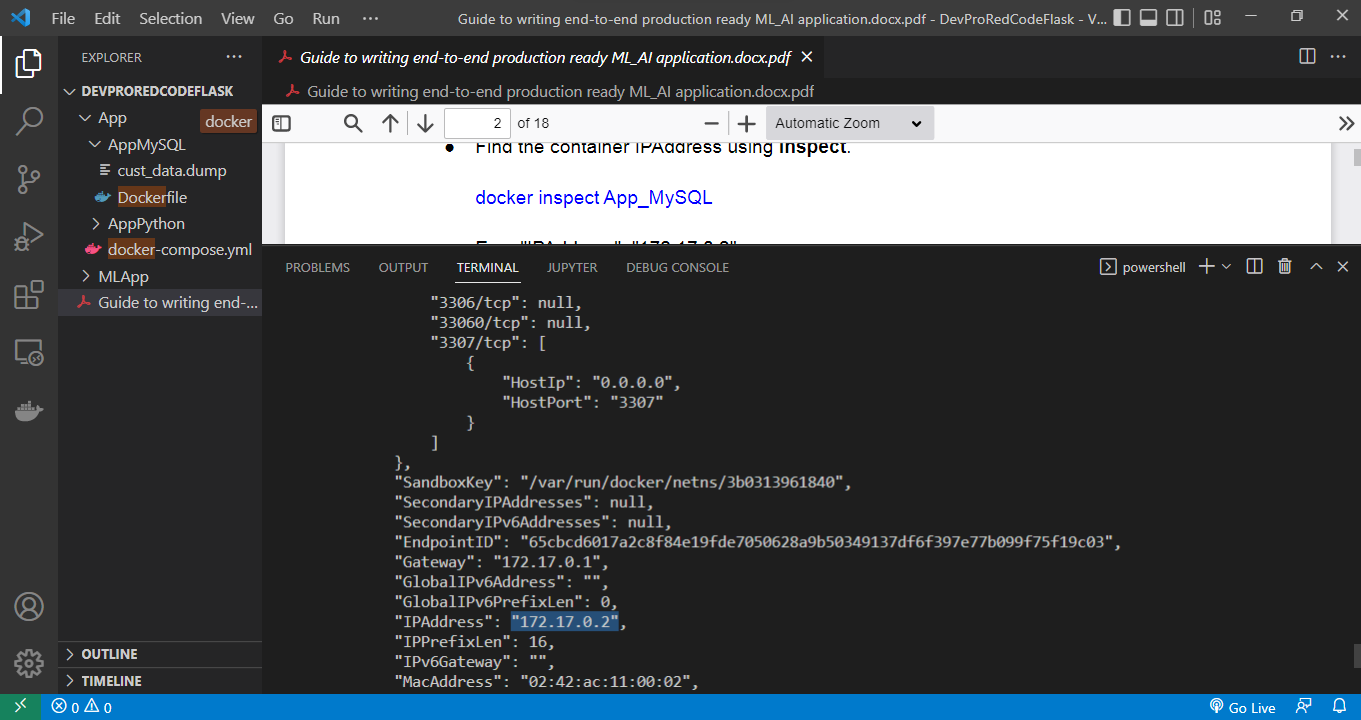 File Edit Selection View Go Run ··· Guide to writing end-to-end production ready ML_AI application.docx.pdf - DevProRedCodeFlask - V...
EXPLORER ···
DEVPROREDCODEFLASK
App
docker
AppMySQL
cust_data.dump
Dockerfile
AppPython
docker-compose.yml
MLApp
Guide to writing end-...
OUTLINE
TIMELINE
Guide to writing end-to-end production ready ML_AI application.docx.pdf
Guide to writing end-to-end production ready ML_AI application.docx.pdf
2 of 18 Automatic Zoom
● Find the container IPAddress using Inspect.
docker inspect App_MySQL
PROBLEMS OUTPUT TERMINAL JUPYTER DEBUG CONSOLE powershell
"3306/tcp": null,
"33060/tcp": null,
"3307/tcp": [
{
"HostIp": "0.0.0.0",
"HostPort": "3307"
}
]
},
"SandboxKey": "/var/run/docker/netns/3b0313961840",
"SecondaryIPAddresses": null,
"SecondaryIPv6Addresses": null,
"EndpointID": "65cbcd6017a2c8f84e19fde7050628a9b50349137df6f397e77b099f75f19c03",
"Gateway": "172.17.0.1",
"GlobalIPv6Address": "",
"GlobalIPv6PrefixLen": 0,
"IPAddress": "172.17.0.2",
"IPPrefixLen": 16,
"IPv6Gateway": "",
"MacAddress": "02:42:ac:11:00:02",
0 0 Go Live